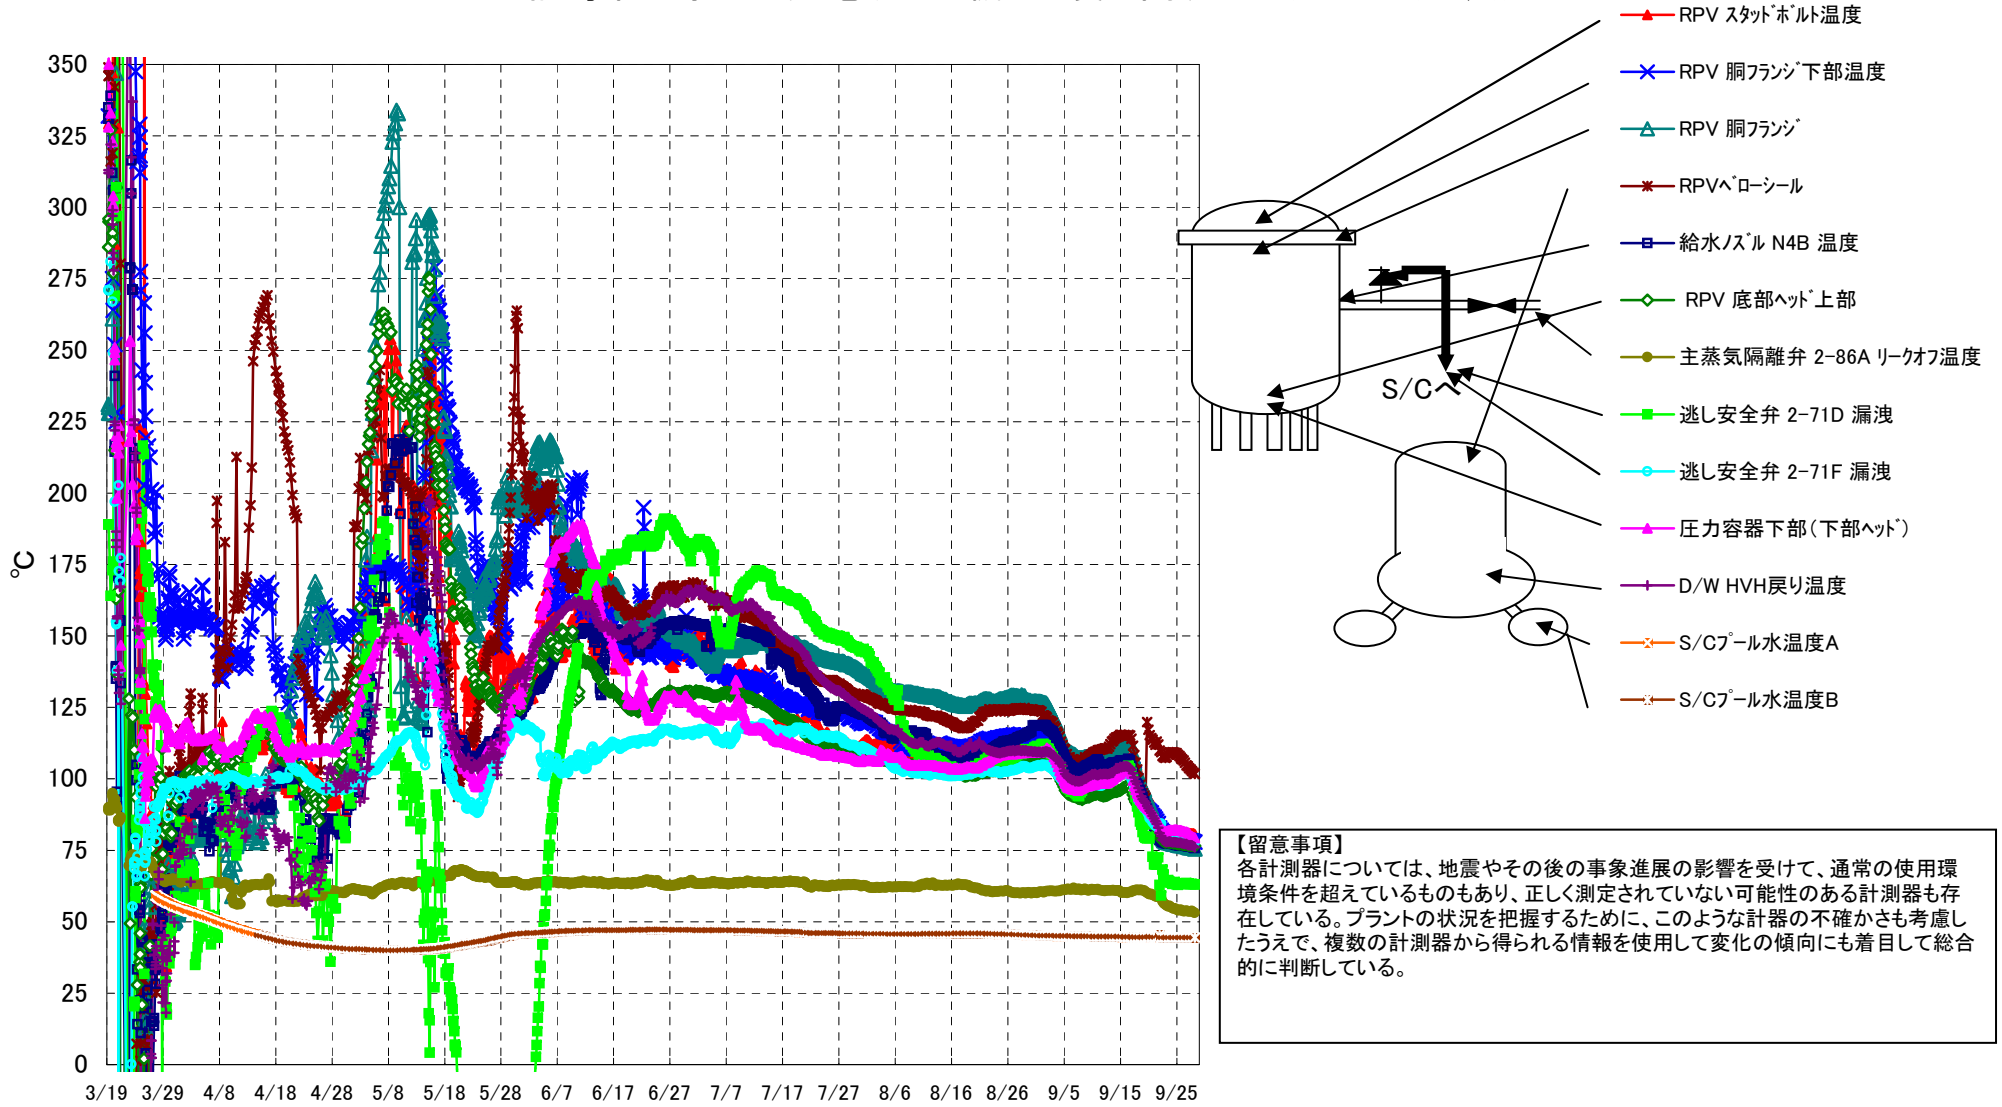 RPV スタッドボルト温度
RPV 胴フランジ下部温度
RPV 胴フランジ
RPVベローシール
給水ノズル N4B 温度
RPV 底部ヘッド上部
主蒸気隔離弁 2-86A リークオフ温度
逃し安全弁 2-71D 漏洩
逃し安全弁 2-71F 漏洩
圧力容器下部(下部ヘッド)
D/W HVH戻り温度
S/Cプール水温度A
S/Cプール水温度B
350
325
300
275
250
225
200
175
150
125
100
75
50
25
0
℃
3/19 3/29 4/8 4/18 4/28 5/8 5/18 5/28 6/7 6/17 6/27 7/7 7/17 7/27 8/6 8/16 8/26 9/5 9/15 9/25
S/Cへ
【留意事項】
各計測器については、地震やその後の事象進展の影響を受けて、通常の使用環
境条件を超えているものもあり、正しく測定されていない可能性のある計測器も存
在している。プラントの状況を把握するために、このような計器の不確かさも考慮し
たうえで、複数の計測器から得られる情報を使用して変化の傾向にも着目して総合
的に判断している。